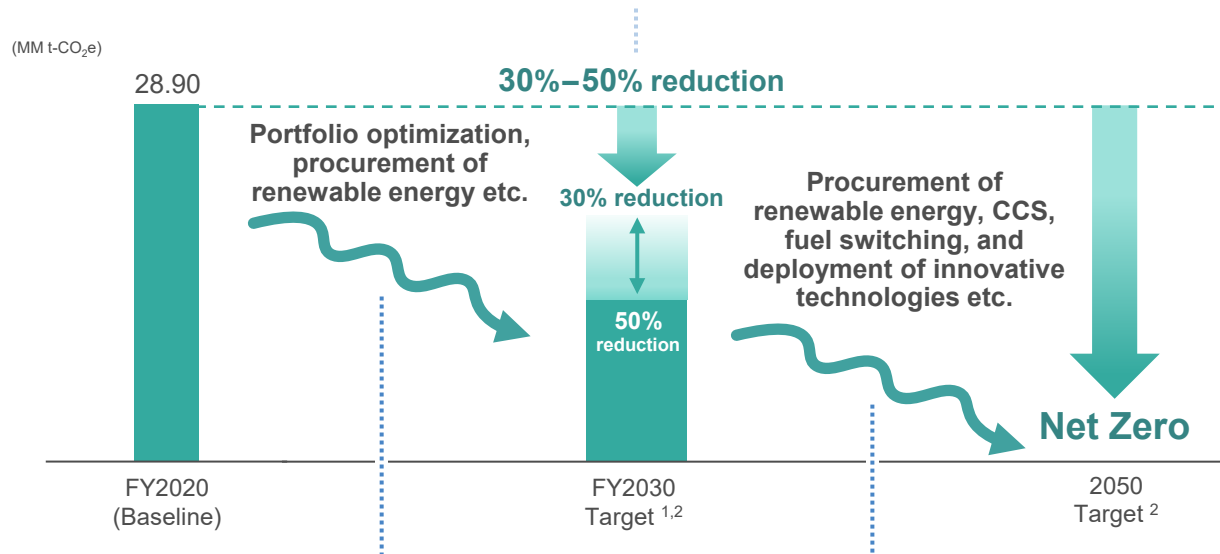 (MM t-CO₂e)
28.90
30%–50% reduction
Portfolio optimization,
procurement of
renewable energy etc.
30% reduction
50%
reduction
Procurement of
renewable energy, CCS,
fuel switching, and
deployment of innovative
technologies etc.
Net Zero
FY2020
(Baseline)
FY2030
Target ¹,²
2050
Target ²